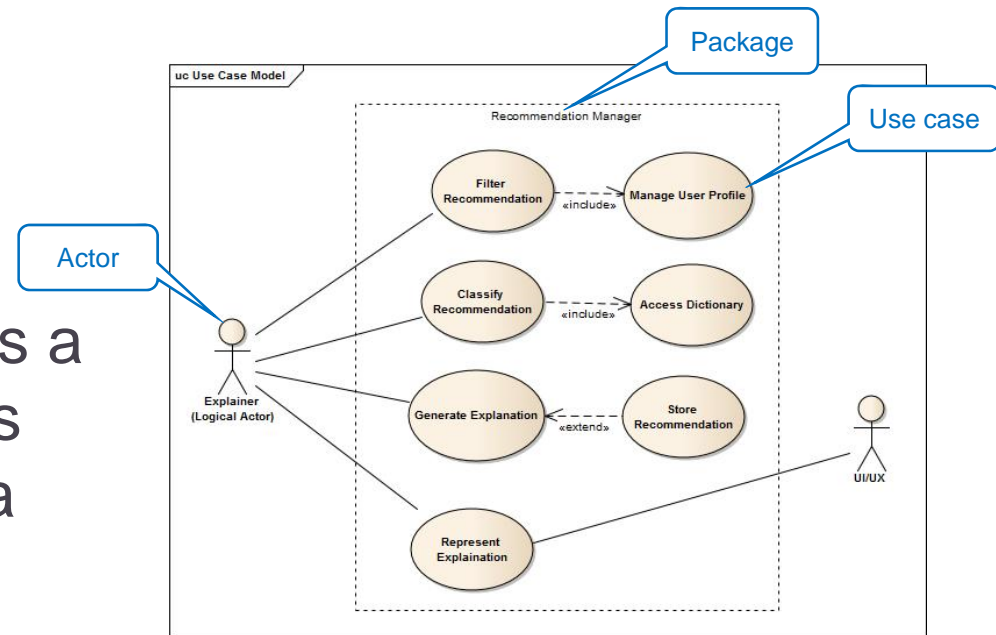 Package
uc Use Case Model
Recommendation Manager
Use case
Filter
Recommendation
«include»
Manage User Profile
Actor
Classify
Recommendation
«include»
Access Dictionary
s a
s
a
Explainer
(Logical Actor)
Generate Explanation
«extend»
Store
Recommendation
UI/UX
Represent
Explaination